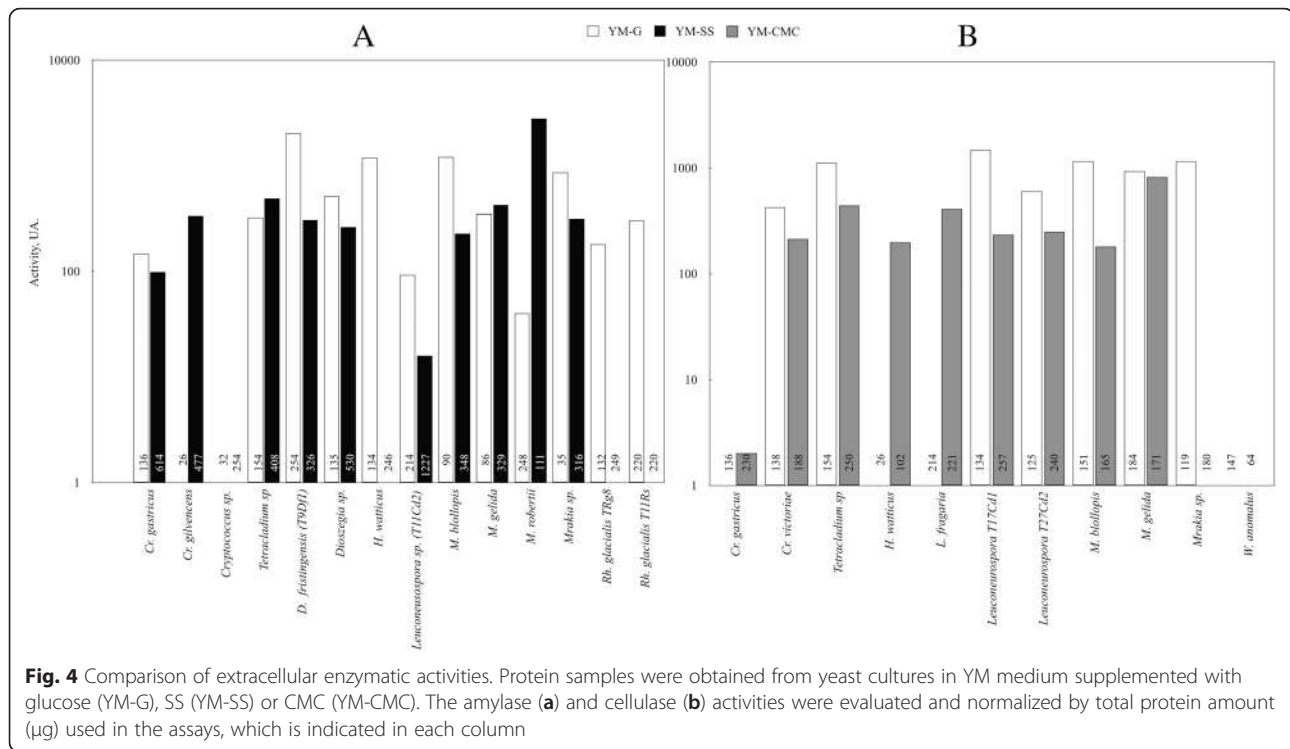 A
YM-G YM-SS YM-CMC
B
10000
100
1
Activity, UA.
136 614 26 477 32 254 154 408 254 326 135 530 134 246 214 1227 90 348 86 329 248 111 35 316 132 249 220 220
Cr. gastricus
Cr. gilvencens
Cryptococcus sp.
Tetracladium sp
D. fristingensis (T9Df1)
Dioszegia sp.
H. watticus
Leuconeusospora sp. (T11Cd2)
M. blollopis
M. gelida
M. robertii
Mrakia sp.
Rh. glacialis TRg8
Rh. glacialis T11Rs
10000
1000
100
10
1
136 230 138 188 154 250 26 102 214 221 134 257 125 240 151 165 184 171 119 180 147 64
Cr. gastricus
Cr. victoriae
Tetracladium sp
H. watticus
L. fragaria
Leuconeurospora T17Cd1
Leuconeurospora T27Cd2
M. blollopis
M. gelida
Mrakia sp.
W. anomalus
Fig. 4 Comparison of extracellular enzymatic activities. Protein samples were obtained from yeast cultures in YM medium supplemented with
glucose (YM-G), SS (YM-SS) or CMC (YM-CMC). The amylase (a) and cellulase (b) activities were evaluated and normalized by total protein amount
(μg) used in the assays, which is indicated in each column